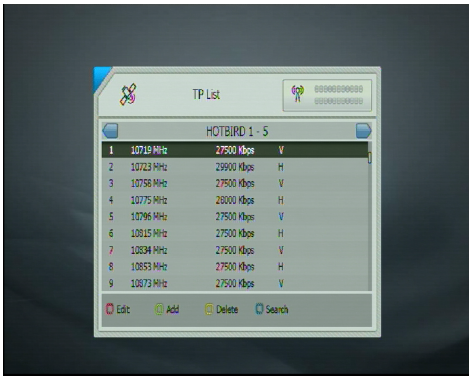 TP List
HOTBIRD 1 - 5
1 10719 MHz 27500 Kbps V
2 10723 MHz 29900 Kbps H
3 10758 MHz 27500 Kbps V
4 10775 MHz 28000 Kbps H
5 10796 MHz 27500 Kbps V
6 10815 MHz 27500 Kbps H
7 10834 MHz 27500 Kbps V
8 10853 MHz 27500 Kbps H
9 10873 MHz 27500 Kbps V
Edit Add Delete Search